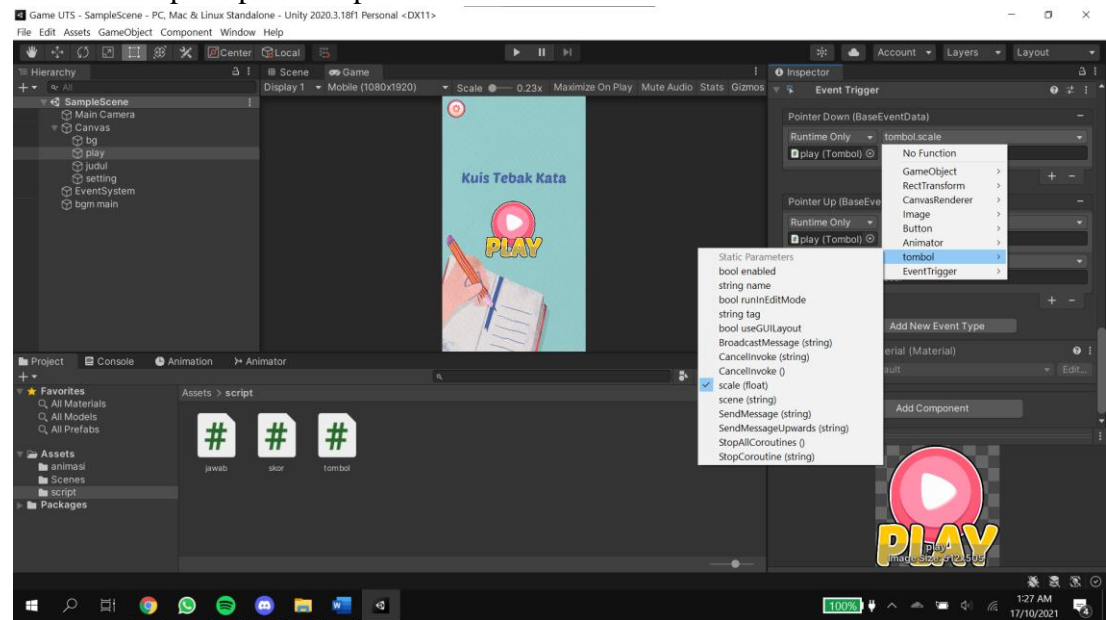 Game UTS - SampleScene - PC, Mac & Linux Standalone - Unity 2020.3.18f1 Personal <DX11>
File Edit Assets GameObject Component Window Help
Center Local
Account Layers Layout
Hierarchy
All
SampleScene
Main Camera
Canvas
bg
play
judul
setting
EventSystem
bgm main
Scene Game
Display 1 Mobile (1080x1920) Scale 0.23x Maximize On Play Mute Audio Stats Gizmos
Kuis Tebak Kata
PLAY
Inspector
Event Trigger
Pointer Down (BaseEventData)
Runtime Only tombol.scale
play (Tombol)
Pointer Up (BaseEve
Runtime Only
play (Tombol)
No Function
GameObject
RectTransform
CanvasRenderer
Image
Button
Animator
tombol
EventTrigger
Static Parameters
bool enabled
string name
bool runInEditMode
string tag
bool useGUILayout
BroadcastMessage (string)
CancelInvoke (string)
CancelInvoke ()
scale (float)
scene (string)
SendMessage (string)
SendMessageUpwards (string)
StopAllCoroutines ()
StopCoroutine (string)
Add New Event Type
erial (Material)
ault Edit...
Add Component
PLAY
play
Image Size: 512x505
Project Console Animation Animator
Favorites
All Materials
All Models
All Prefabs
Assets
animasi
Scenes
script
Packages
Assets > script
jawab skor tombol
100%
1:27 AM
17/10/2021